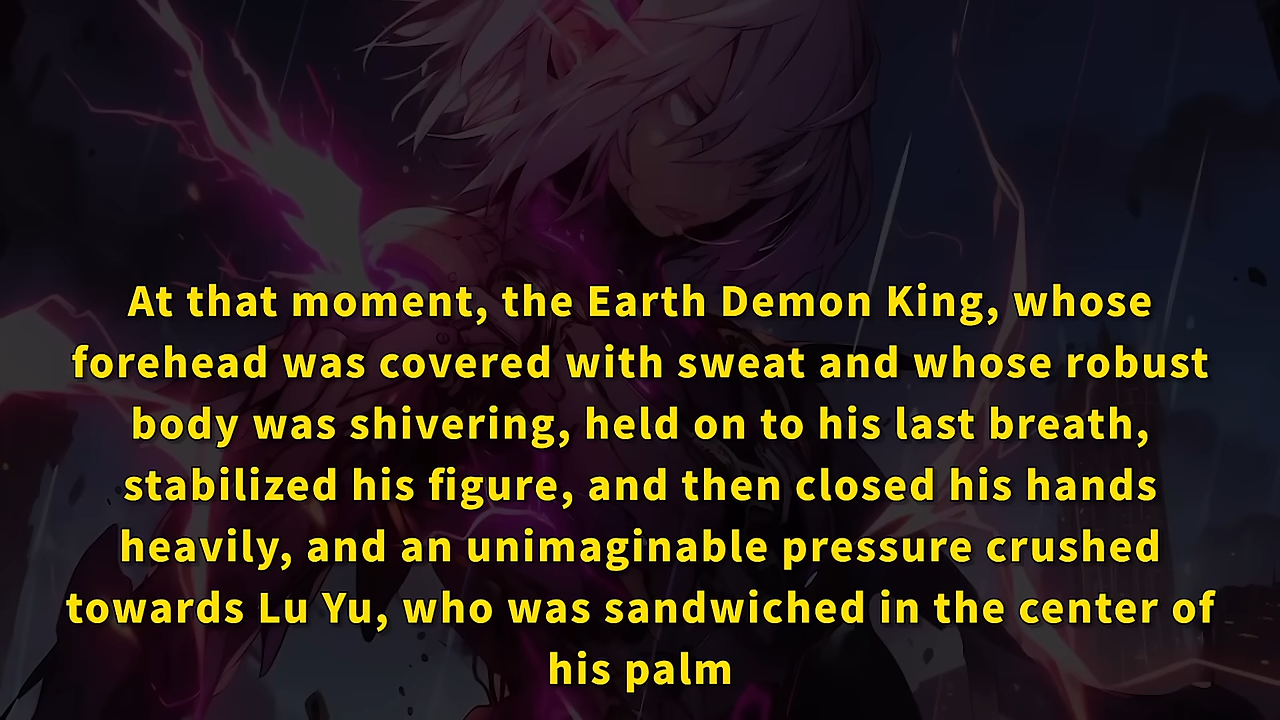 At that moment, the Earth Demon King, whose
forehead was covered with sweat and whose robust
body was shivering, held on to his last breath,
stabilized his figure, and then closed his hands
heavily, and an unimaginable pressure crushed
towards Lu Yu, who was sandwiched in the center of
his palm